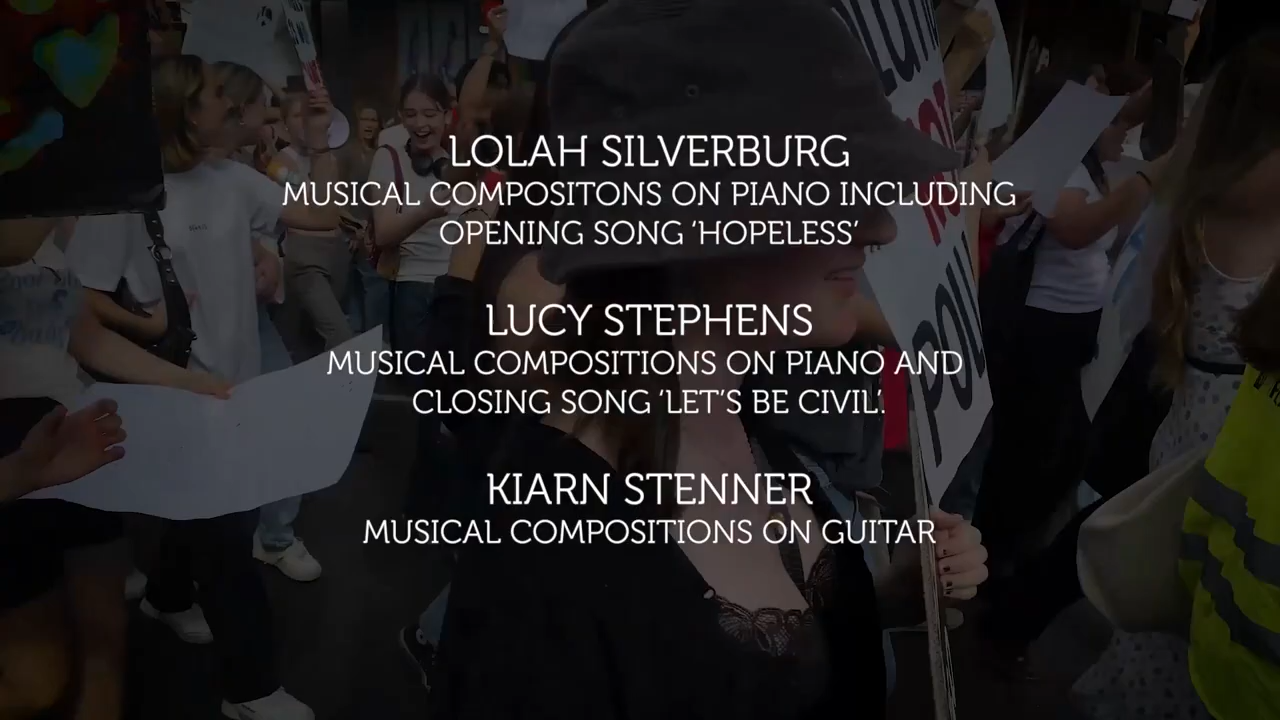 LOLAH SILVERBURG
MUSICAL COMPOSITONS ON PIANO INCLUDING
OPENING SONG ‘HOPELESS’
LUCY STEPHENS
MUSICAL COMPOSITIONS ON PIANO AND
CLOSING SONG ‘LET’S BE CIVIL’.
KIARN STENNER
MUSICAL COMPOSITIONS ON GUITAR